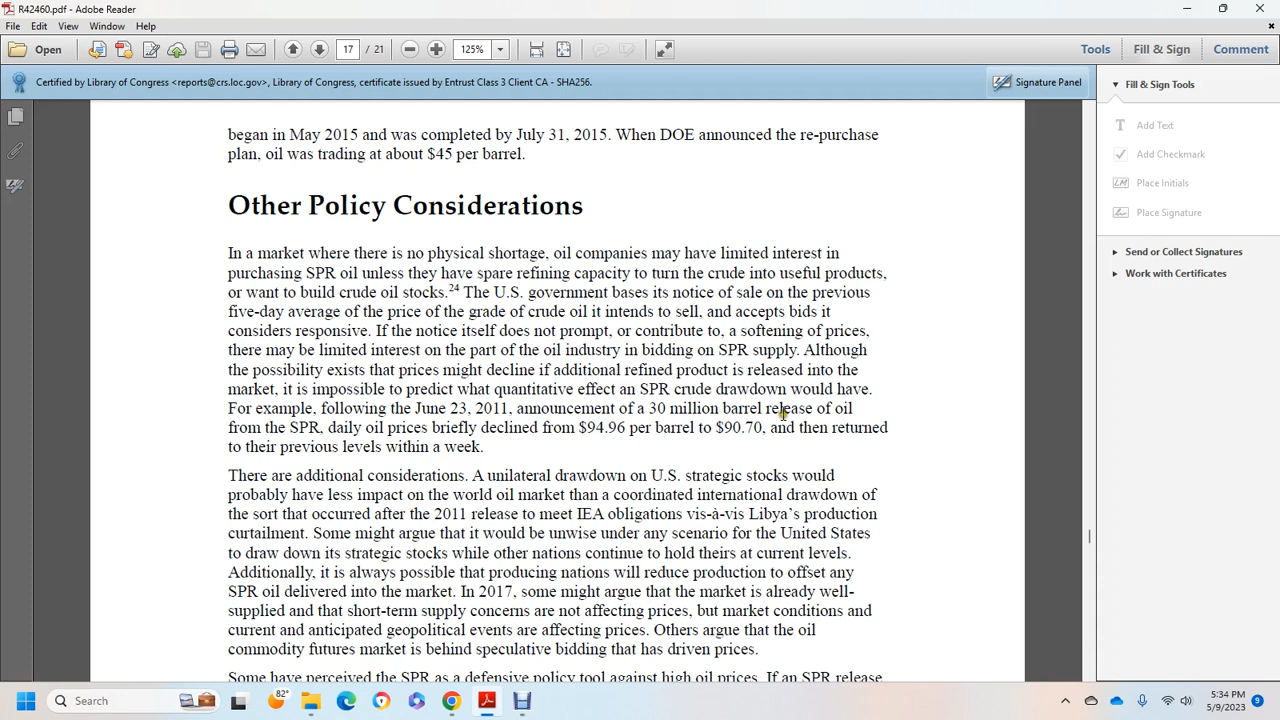 R42460.pdf - Adobe Reader
File Edit View Window Help
Open 17 / 21 125% Tools Fill & Sign Comment
Certified by Library of Congress <reports@crs.loc.gov>, Library of Congress, certificate issued by Entrust Class 3 Client CA - SHA256.
Signature Panel
began in May 2015 and was completed by July 31, 2015. When DOE announced the re-purchase
plan, oil was trading at about $45 per barrel.
Other Policy Considerations
In a market where there is no physical shortage, oil companies may have limited interest in
purchasing SPR oil unless they have spare refining capacity to turn the crude into useful products,
or want to build crude oil stocks.24 The U.S. government bases its notice of sale on the previous
five-day average of the price of the grade of crude oil it intends to sell, and accepts bids it
considers responsive. If the notice itself does not prompt, or contribute to, a softening of prices,
there may be limited interest on the part of the oil industry in bidding on SPR supply. Although
the possibility exists that prices might decline if additional refined product is released into the
market, it is impossible to predict what quantitative effect an SPR crude drawdown would have.
For example, following the June 23, 2011, announcement of a 30 million barrel release of oil
from the SPR, daily oil prices briefly declined from $94.96 per barrel to $90.70, and then returned
to their previous levels within a week.
There are additional considerations. A unilateral drawdown on U.S. strategic stocks would
probably have less impact on the world oil market than a coordinated international drawdown of
the sort that occurred after the 2011 release to meet IEA obligations vis-à-vis Libya's production
curtailment. Some might argue that it would be unwise under any scenario for the United States
to draw down its strategic stocks while other nations continue to hold theirs at current levels.
Additionally, it is always possible that producing nations will reduce production to offset any
SPR oil delivered into the market. In 2017, some might argue that the market is already well-
supplied and that short-term supply concerns are not affecting prices, but market conditions and
current and anticipated geopolitical events are affecting prices. Others argue that the oil
commodity futures market is behind speculative bidding that has driven prices.
Some have perceived the SPR as a defensive policy tool against high oil prices. If an SPR release
Fill & Sign Tools
Add Text
Add Checkmark
Place Initials
Place Signature
Send or Collect Signatures
Work with Certificates
Search
82°
5:34 PM
5/9/2023
9